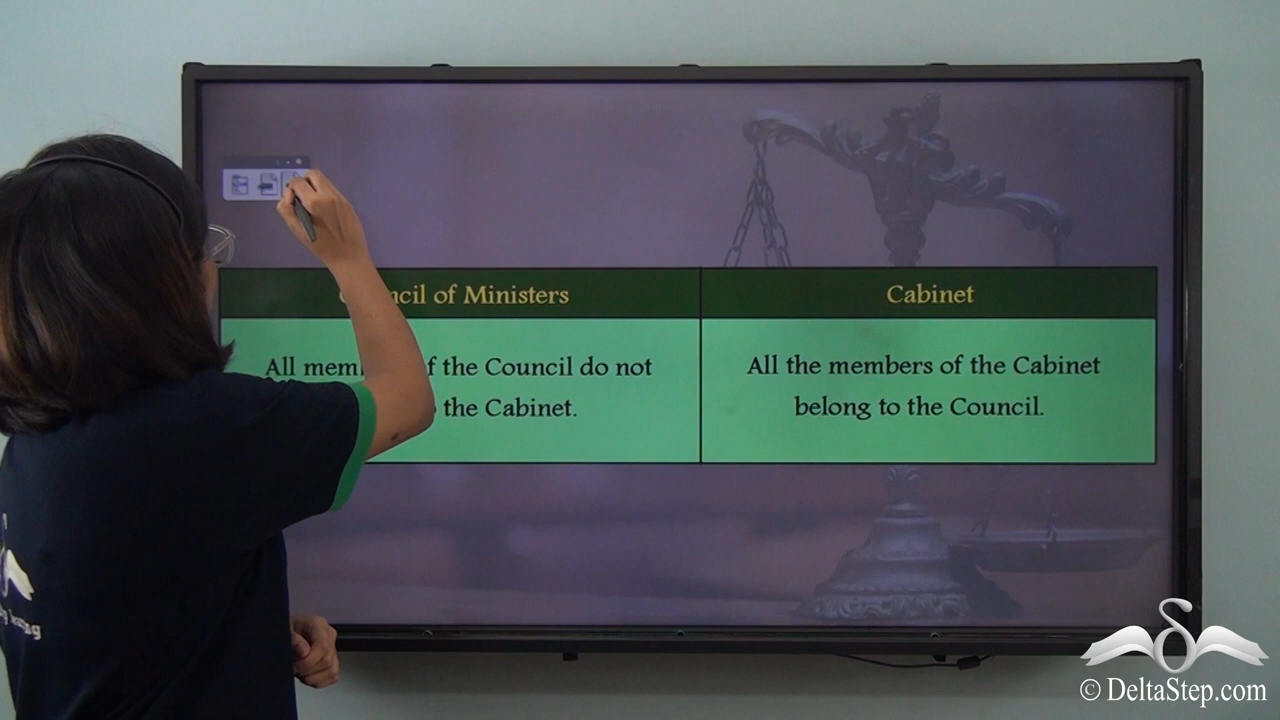 ncil of Ministers
Cabinet
All mem f the Council do not
the Cabinet.
All the members of the Cabinet
belong to the Council.
© DeltaStep.com